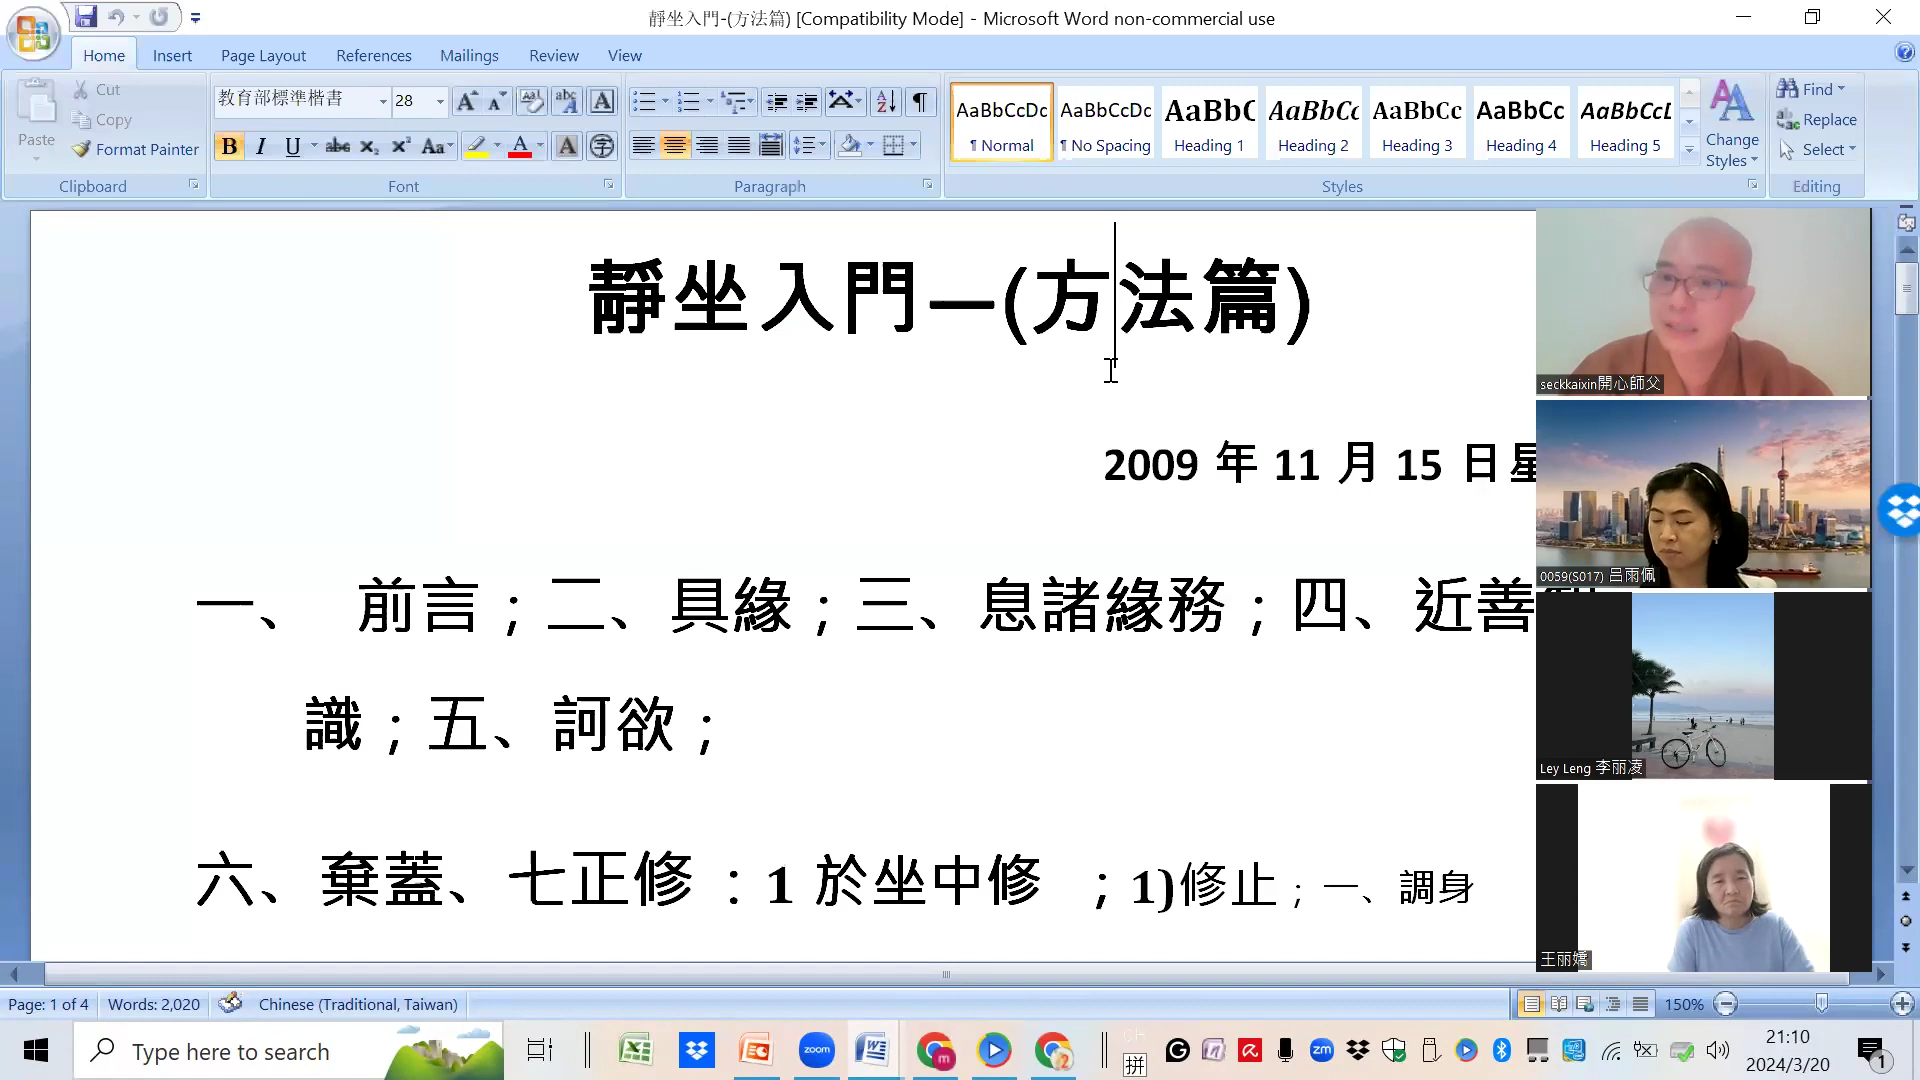 靜坐入門-(方法篇) [Compatibility Mode] - Microsoft Word non-commercial use
Home Insert Page Layout References Mailings Review View
Paste
Cut
Copy
Format Painter
Clipboard
教育部標準楷書 28
Font
Paragraph
AaBbCcDc AaBbCcDc AaBbC AaBbCc AaBbCc AaBbCc AaBbCcD
¶ Normal ¶ No Spacing Heading 1 Heading 2 Heading 3 Heading 4 Heading 5
Change Styles
Styles
Find
Replace
Select
Editing
靜坐入門—(方法篇)
2009 年 11 月 15 日星
一、 前言；二、具緣；三、息諸緣務；四、近善
識；五、訶欲；
六、棄蓋、七正修：1 於坐中修 ；1)修止；一、調身
seckkaixin開心師父
0059(S017) 吕雨佩
Ley Leng 李丽凌
王丽嬌
Page: 1 of 4 Words: 2,020 Chinese (Traditional, Taiwan) 150%
Type here to search
zoom
zm
拼
21:10
2024/3/20
1